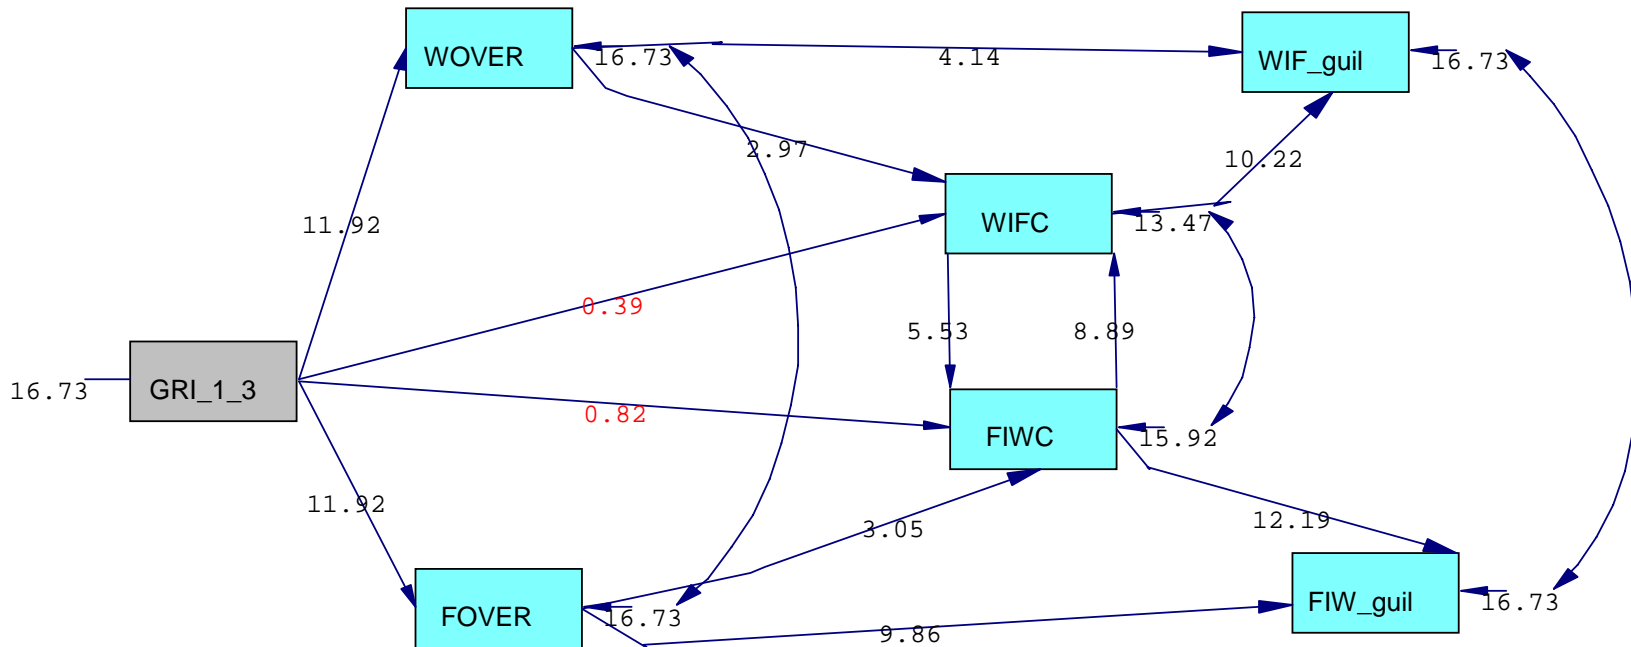 WOVER
16.73
4.14
WIF_guil
16.73
2.97
10.22
11.92
WIFC
13.47
0.39
5.53
8.89
16.73
GRI_1_3
0.82
FIWC
15.92
11.92
3.05
12.19
FOVER
16.73
9.86
FIW_guil
16.73